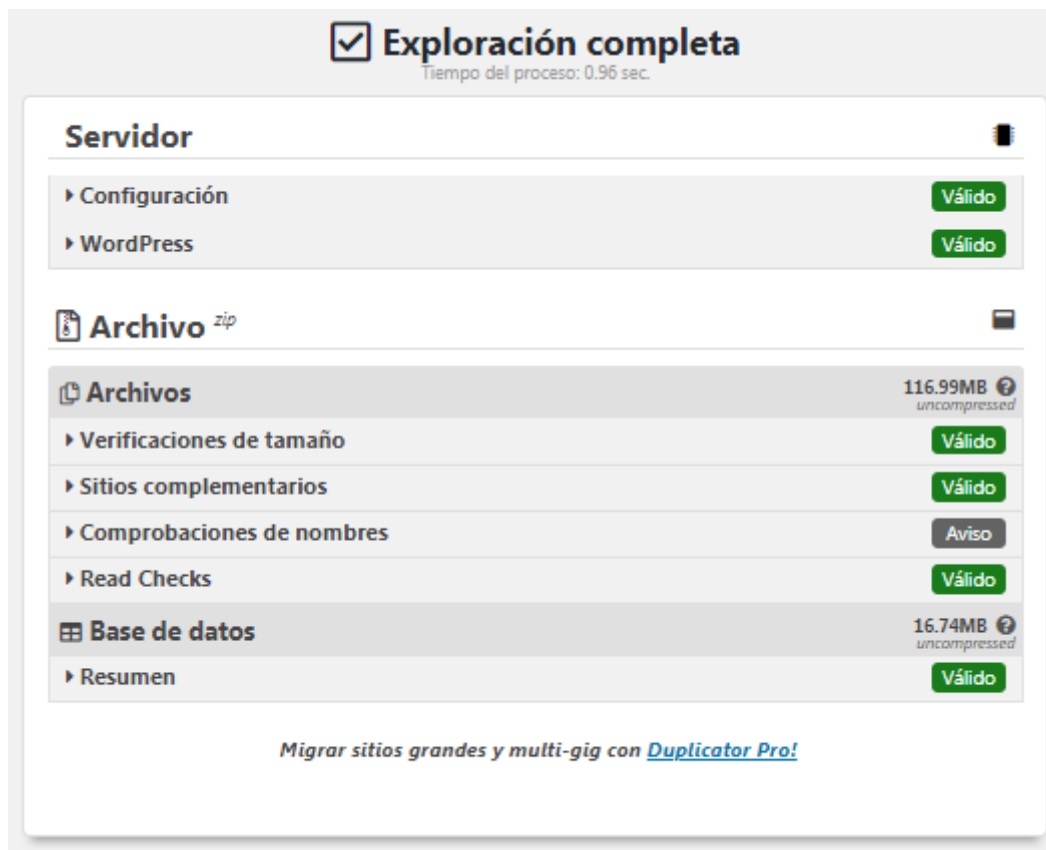 Exploración completa
Tiempo del proceso: 0.96 sec.
Servidor
Configuración Válido
WordPress Válido
Archivo zip
Archivos 116.99MB
uncompressed
Verificaciones de tamaño Válido
Sitios complementarios Válido
Comprobaciones de nombres Aviso
Read Checks Válido
Base de datos 16.74MB
uncompressed
Resumen Válido
Migrar sitios grandes y multi-gig con Duplicator Pro!